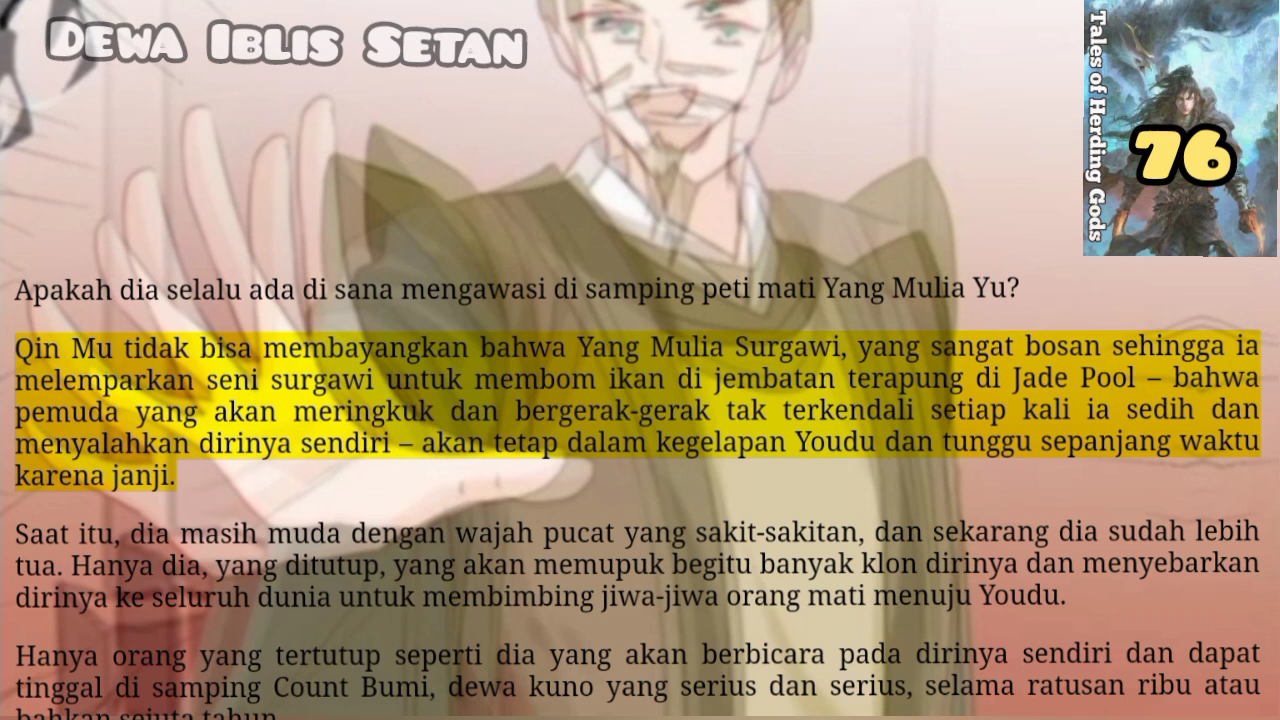 Dewa Iblis Setan
Tales of Herding Gods
76
Apakah dia selalu ada di sana mengawasi di samping peti mati Yang Mulia Yu?
Qin Mu tidak bisa membayangkan bahwa Yang Mulia Surgawi, yang sangat bosan sehingga ia
melemparkan seni surgawi untuk membom ikan di jembatan terapung di Jade Pool – bahwa
pemuda yang akan meringkuk dan bergerak-gerak tak terkendali setiap kali ia sedih dan
menyalahkan dirinya sendiri – akan tetap dalam kegelapan Youdu dan tunggu sepanjang waktu
karena janji.
Saat itu, dia masih muda dengan wajah pucat yang sakit-sakitan, dan sekarang dia sudah lebih
tua. Hanya dia, yang ditutup, yang akan memupuk begitu banyak klon dirinya dan menyebarkan
dirinya ke seluruh dunia untuk membimbing jiwa-jiwa orang mati menuju Youdu.
Hanya orang yang tertutup seperti dia yang akan berbicara pada dirinya sendiri dan dapat
tinggal di samping Count Bumi, dewa kuno yang serius dan serius, selama ratusan ribu atau
bahkan sejuta tahun.